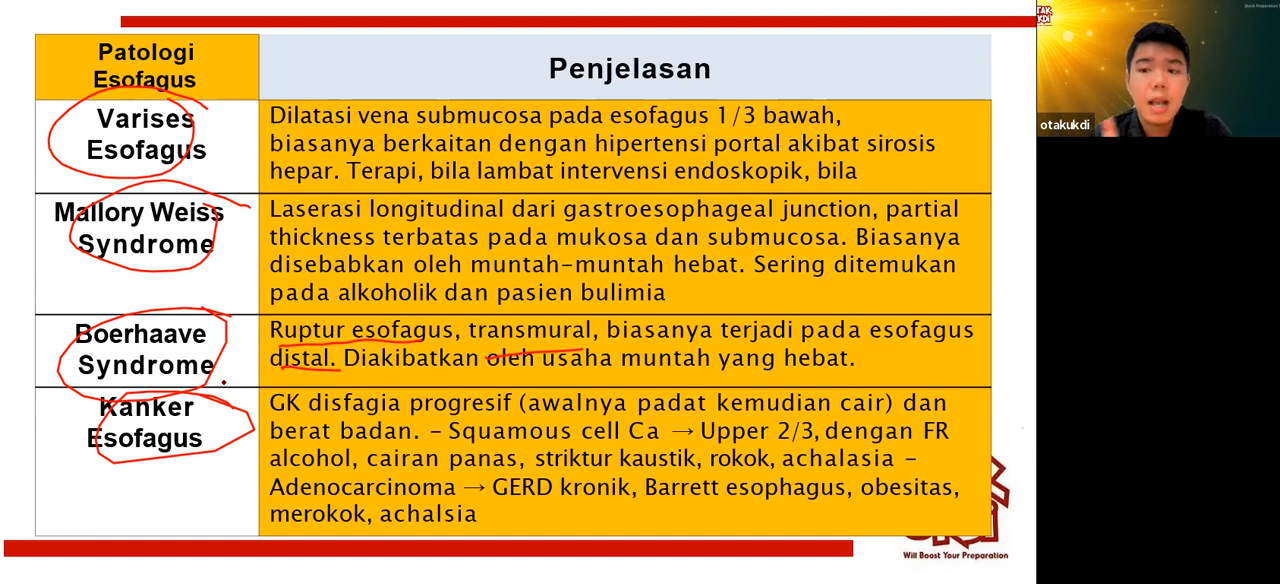 Patologi
Esofagus
Penjelasan
Varises
Esofagus
Dilatasi vena submucosa pada esofagus 1/3 bawah,
biasanya berkaitan dengan hipertensi portal akibat sirosis
hepar. Terapi, bila lambat intervensi endoskopik, bila
Mallory Weiss
Syndrome
Laserasi longitudinal dari gastroesophageal junction, partial
thickness terbatas pada mukosa dan submucosa. Biasanya
disebabkan oleh muntah-muntah hebat. Sering ditemukan
pada alkoholik dan pasien bulimia
Boerhaave
Syndrome
Ruptur esofagus, transmural, biasanya terjadi pada esofagus
distal. Diakibatkan oleh usaha muntah yang hebat.
Kanker
Esofagus
GK disfagia progresif (awalnya padat kemudian cair) dan
berat badan. - Squamous cell Ca → Upper 2/3, dengan FR
alcohol, cairan panas, striktur kaustik, rokok, achalasia -
Adenocarcinoma → GERD kronik, Barrett esophagus, obesitas,
merokok, achalsia
Will Boost Your Preparation
otakukdi